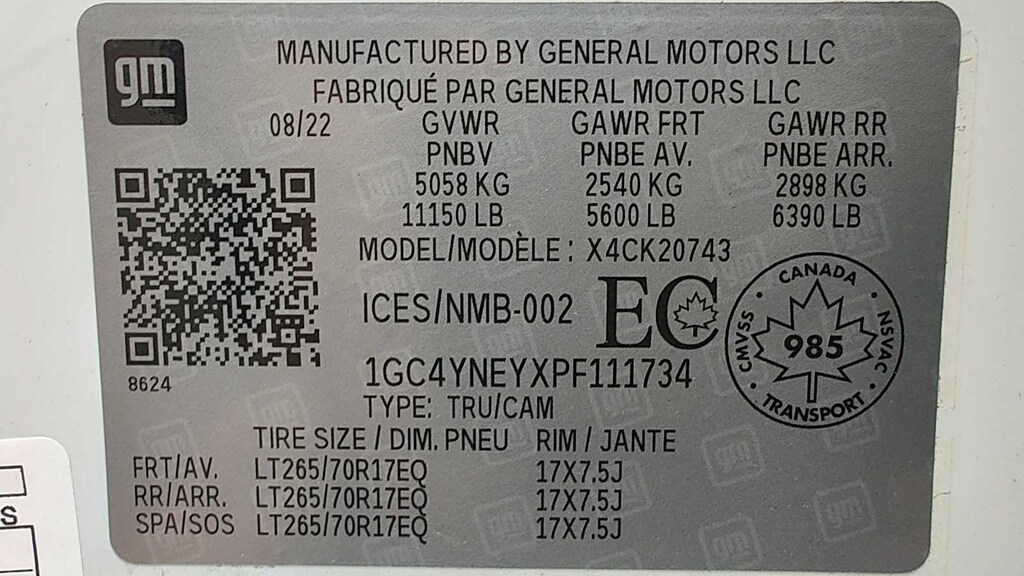 gm
MANUFACTURED BY GENERAL MOTORS LLC
FABRIQUÉ PAR GENERAL MOTORS LLC
08/22 GVWR GAWR FRT GAWR RR
PNBV PNBE AV. PNBE ARR.
5058 KG 2540 KG 2898 KG
11150 LB 5600 LB 6390 LB
MODEL/MODÈLE: X4CK20743
ICES/NMB-002 EC
CANADA
CMVSS 985 NSVAC
TRANSPORT
8624
1GC4YNEYXPF111734
TYPE: TRU/CAM
TIRE SIZE / DIM. PNEU RIM / JANTE
FRT/AV. LT265/70R17EQ 17X7.5J
RR/ARR. LT265/70R17EQ 17X7.5J
SPA/SOS LT265/70R17EQ 17X7.5J
S